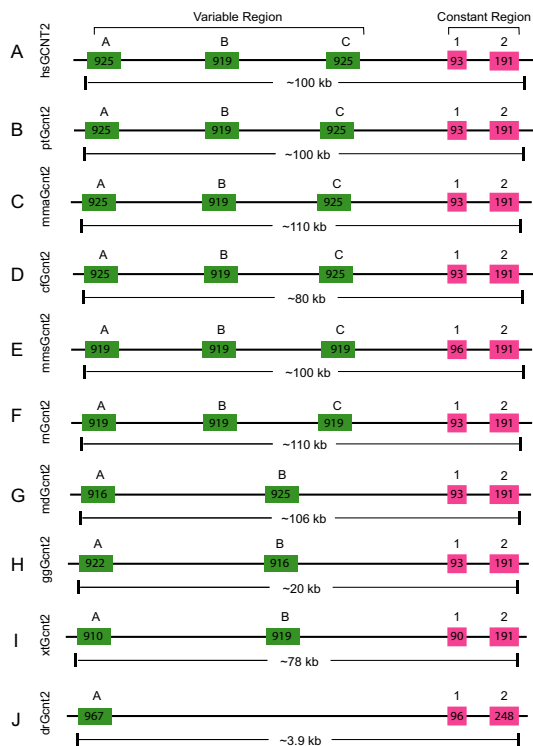 Variable Region Constant Region
A B C 1 2
A hsGCNT2 925 919 925 93 191
~100 kb
A B C 1 2
B ptGcnt2 925 919 925 93 191
~100 kb
A B C 1 2
C mmaGcnt2 925 919 925 93 191
~110 kb
A B C 1 2
D cfGcnt2 925 919 925 93 191
~80 kb
A B C 1 2
E mmsGcnt2 919 919 919 96 191
~100 kb
A B C 1 2
F rnGcnt2 919 919 919 93 191
~110 kb
A B 1 2
G mdGcnt2 916 925 93 191
~106 kb
A B 1 2
H ggGcnt2 922 916 93 191
~20 kb
A B 1 2
I xtGcnt2 910 919 90 191
~78 kb
A 1 2
J drGcnt2 967 96 248
~3.9 kb